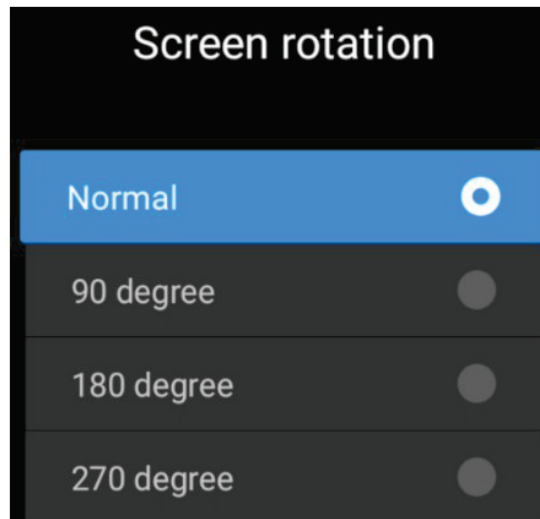 Screen rotation
Normal
90 degree
180 degree
270 degree